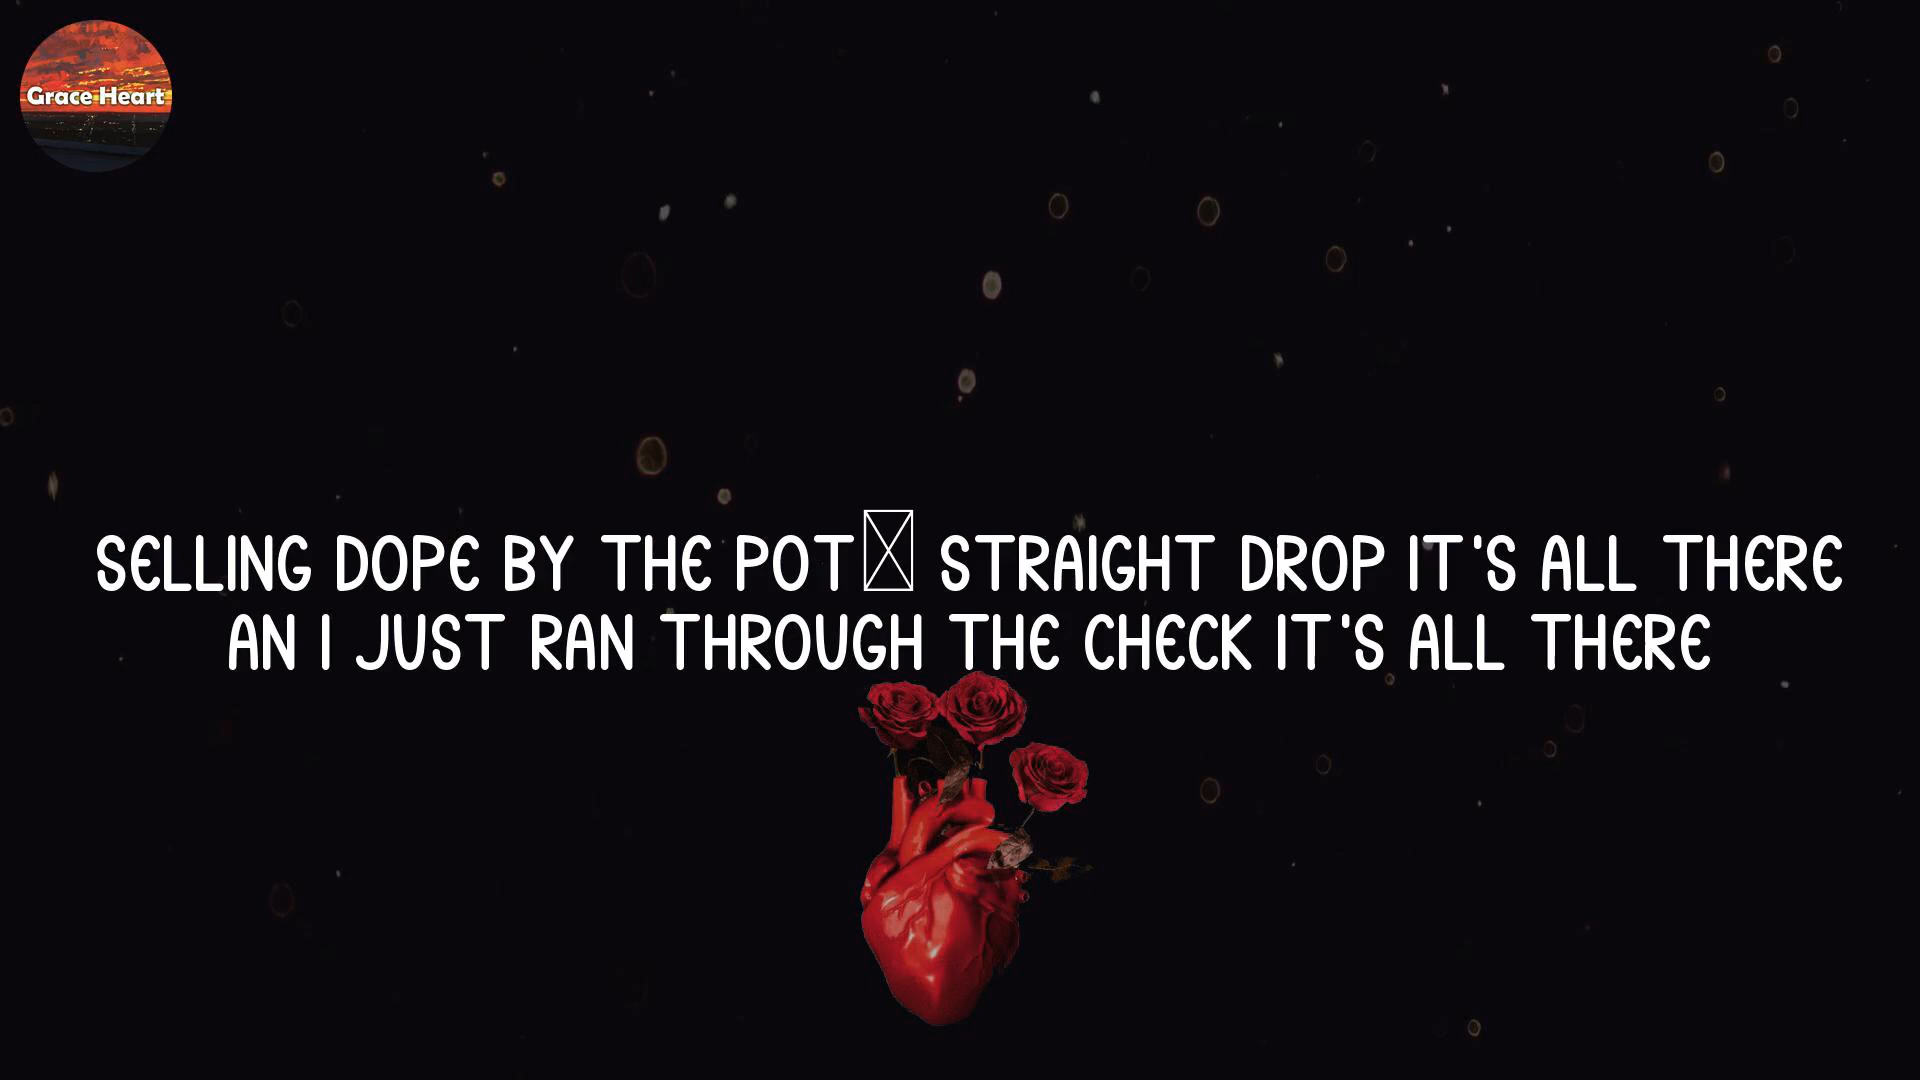 Grace Heart
SELLING DOPE BY THE POT STRAIGHT DROP IT'S ALL THERE
AN I JUST RAN THROUGH THE CHECK IT'S ALL THERE